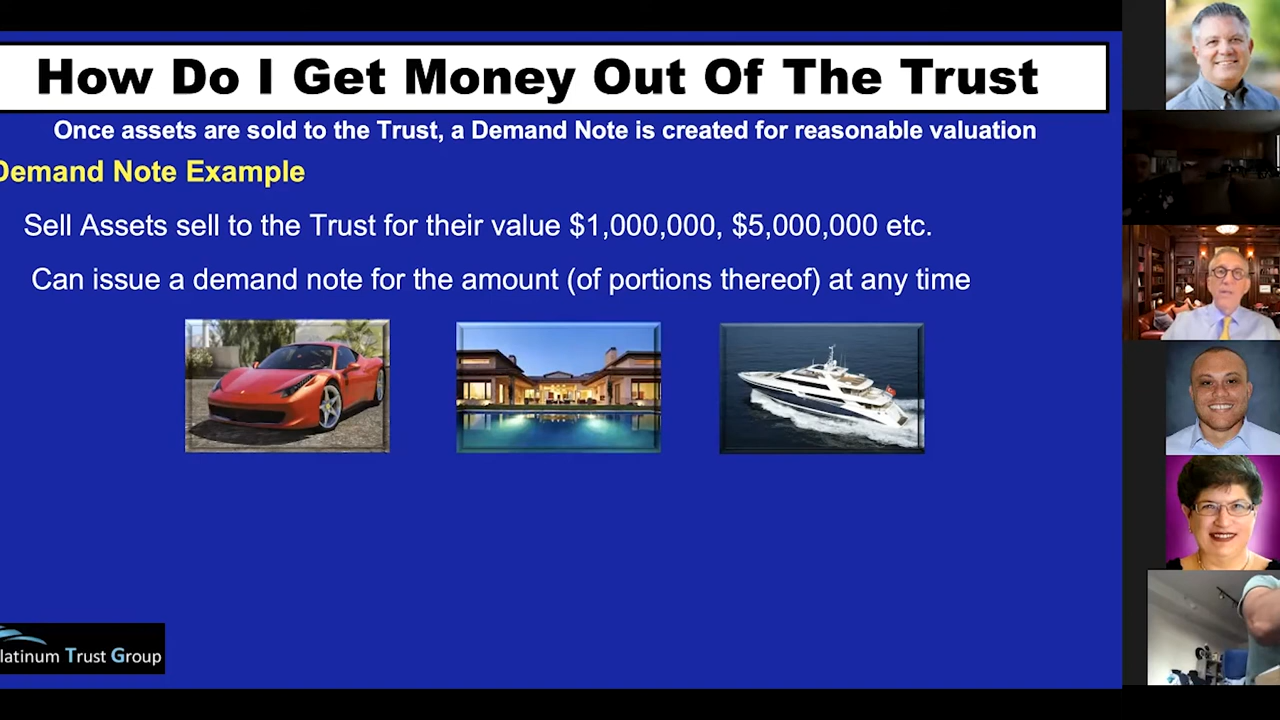 How Do I Get Money Out Of The Trust
Once assets are sold to the Trust, a Demand Note is created for reasonable valuation
Demand Note Example
Sell Assets sell to the Trust for their value $1,000,000, $5,000,000 etc.
Can issue a demand note for the amount (of portions thereof) at any time
latinum Trust Group